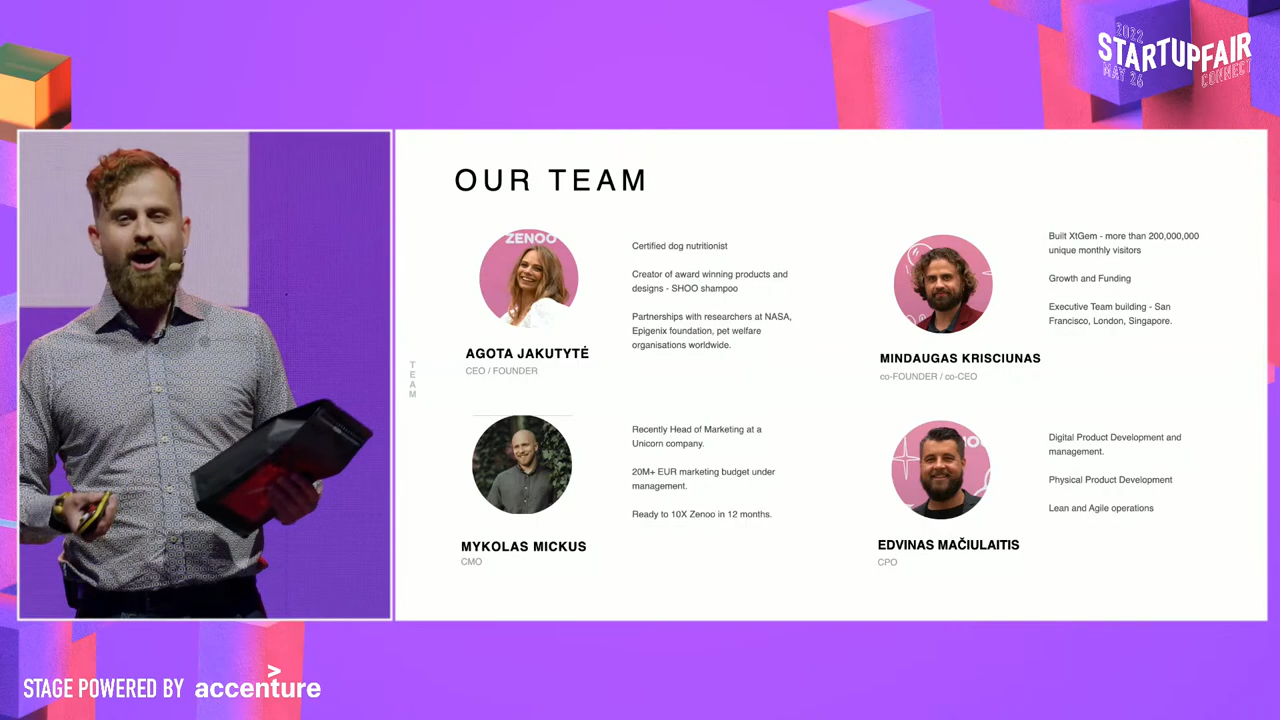 2022
STARTUPFAIR
MAY 26
CONNECT
OUR TEAM
ZENOO
Certified dog nutritionist
Creator of award winning products and
designs - SHOO shampoo
Partnerships with researchers at NASA,
Epigenix foundation, pet welfare
organisations worldwide.
AGOTA JAKUTYTĖ
CEO / FOUNDER
Built XtGem - more than 200,000,000
unique monthly visitors
Growth and Funding
Executive Team building - San
Francisco, London, Singapore.
MINDAUGAS KRISCIUNAS
co-FOUNDER / co-CEO
TEAM
Recently Head of Marketing at a
Unicorn company.
20M+ EUR marketing budget under
management.
Ready to 10X Zenoo in 12 months.
MYKOLAS MICKUS
CMO
Digital Product Development and
management.
Physical Product Development
Lean and Agile operations
EDVINAS MAČIULAITIS
CPO
STAGE POWERED BY accenture